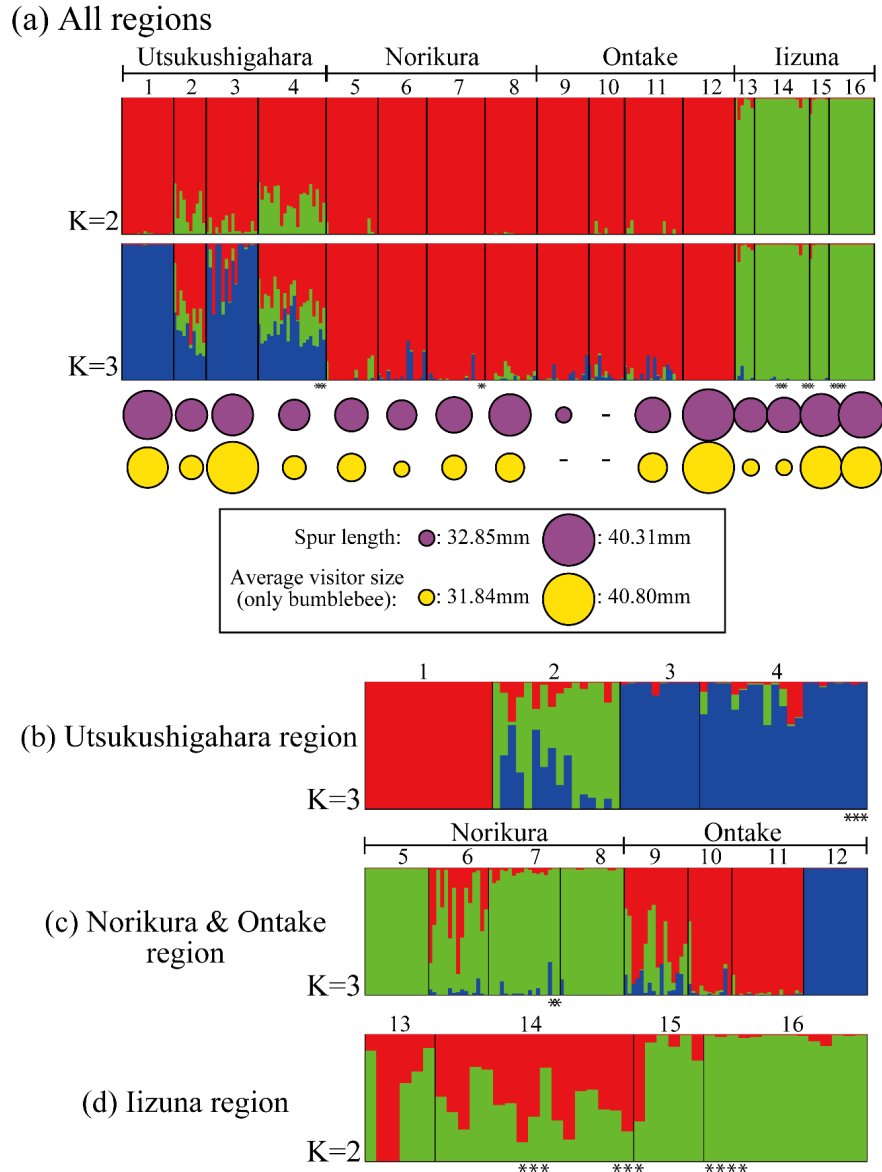 (a) All regions
Utsukushigahara Norikura Ontake Iizuna
1 2 3 4 5 6 7 8 9 10 11 12 13 14 15 16
K=2
K=3
*** ** *** *** ****
-
- -
Spur length: : 32.85mm : 40.31mm
Average visitor size
(only bumblebee): : 31.84mm : 40.80mm
1 2 3 4
(b) Utsukushigahara region
K=3
***
Norikura Ontake
5 6 7 8 9 10 11 12
(c) Norikura & Ontake
region
K=3
**
13 14 15 16
(d) Iizuna region
K=2
*** *** ****